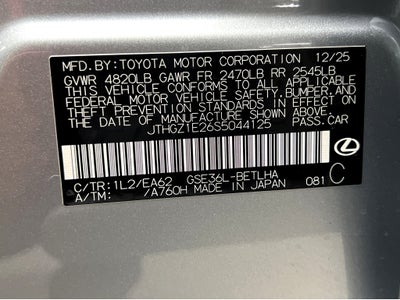 MFD.BY:TOYOTA MOTOR CORPORATION 12/25
GVWR 4820LB GAWR FR 2470LB RR 2545LB
THIS VEHICLE CONFORMS TO ALL APPLICABLE
FEDERAL MOTOR VEHICLE SAFETY, BUMPER, AND
THEFT PREVENTION STANDARDS IN EFFECT ON
THE DATE OF MANUFACTURE SHOWN ABOVE.
JTHGZ1E26S5044125 PASS.CAR
C/TR:1L2/EA62 GSE36L-BETLHA
A/TM: /A760H MADE IN JAPAN 081 C